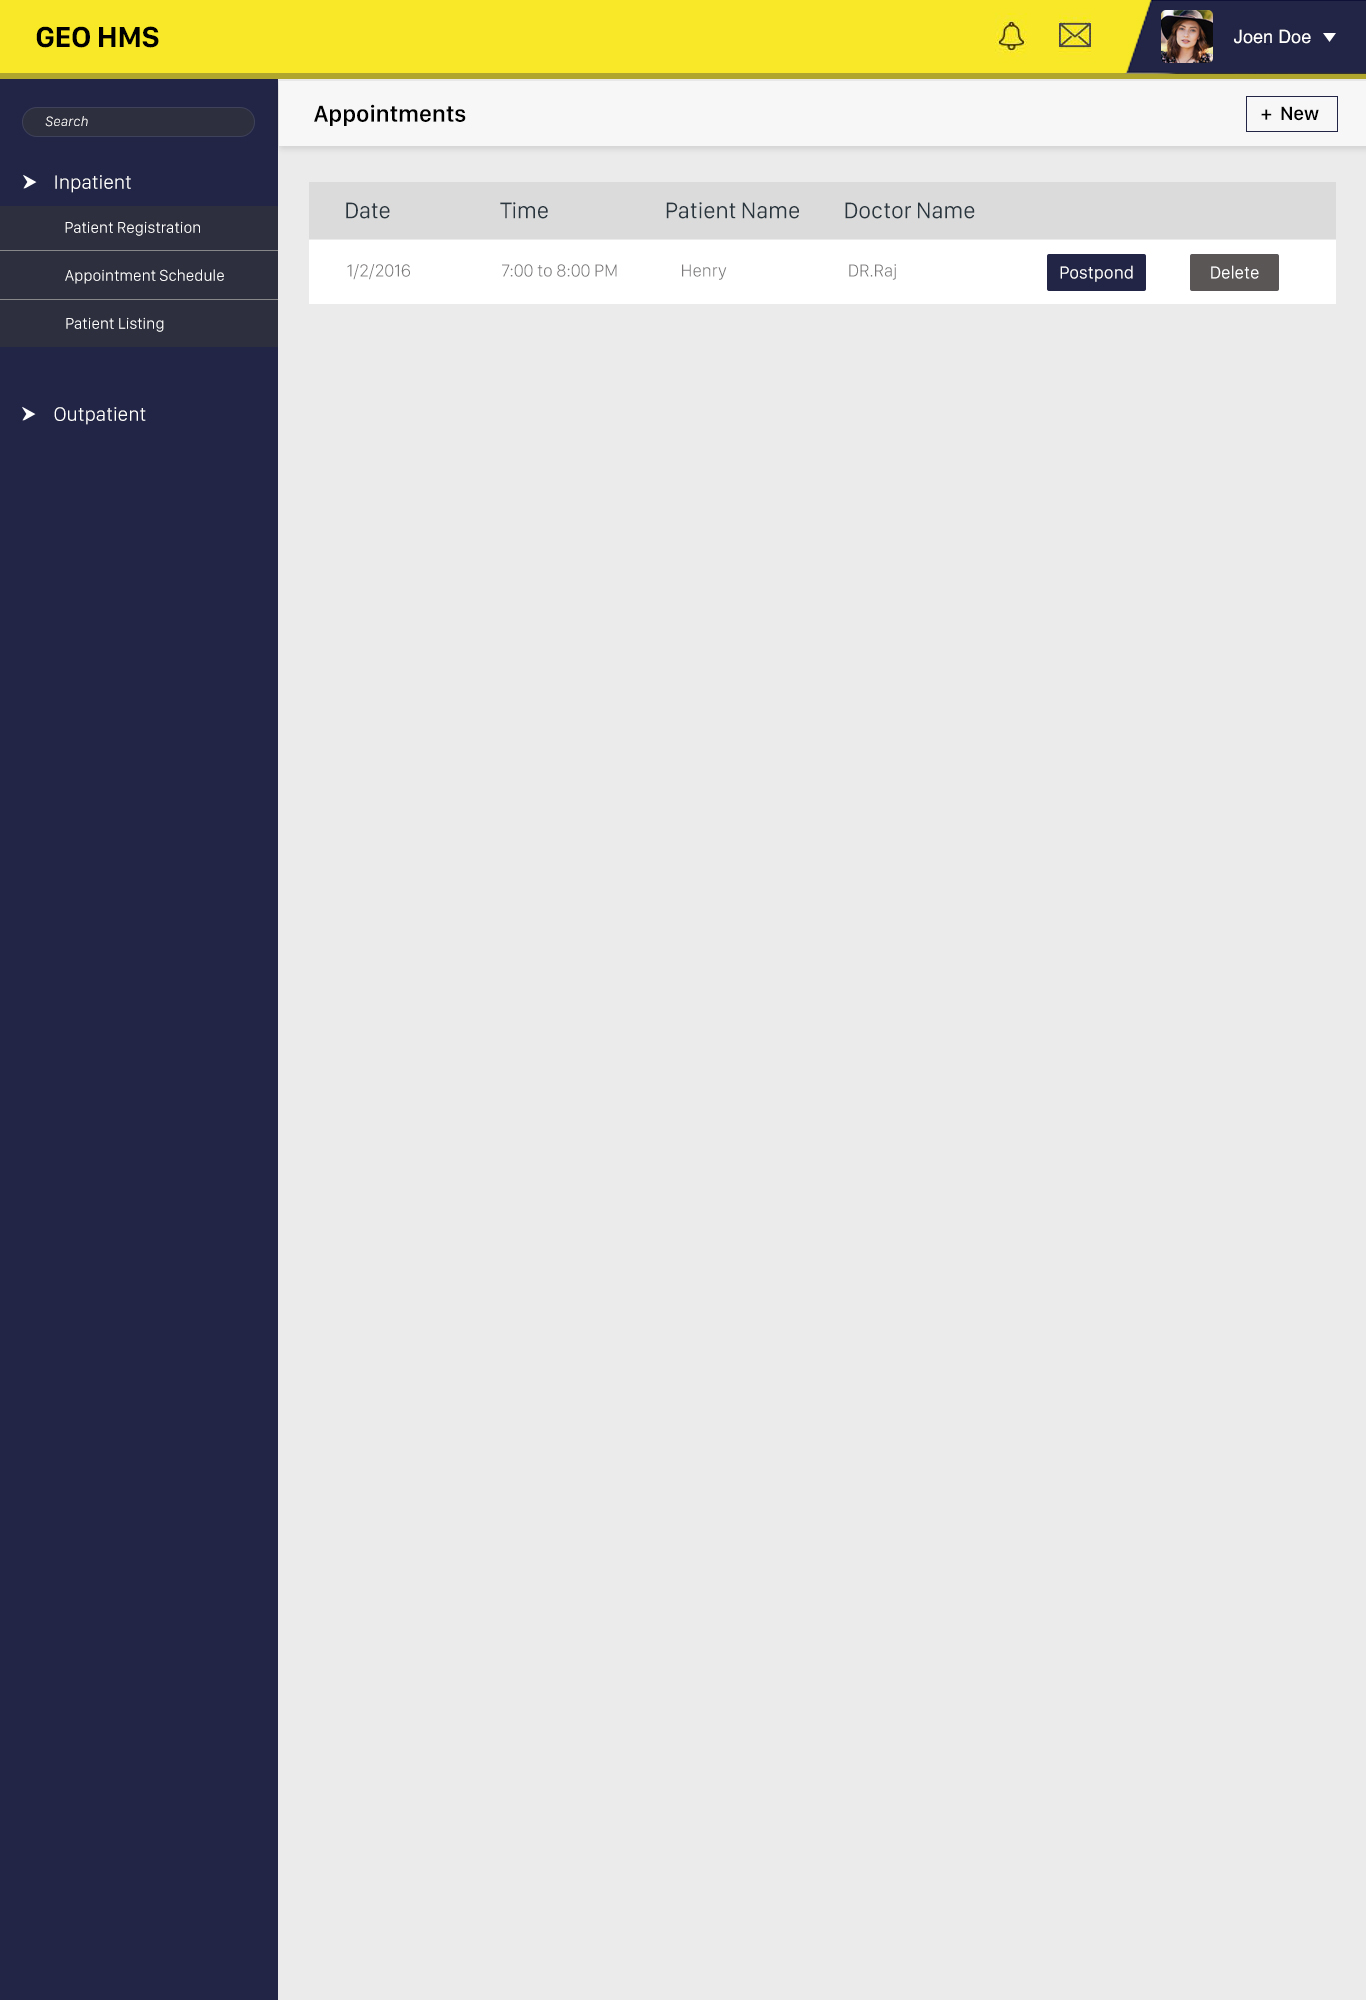 GEO HMS
Joen Doe
Search
Inpatient
Patient Registration
Appointment Schedule
Patient Listing
Outpatient
Appointments
+ New
Date Time Patient Name Doctor Name
1/2/2016 7:00 to 8:00 PM Henry DR.Raj Postpond Delete